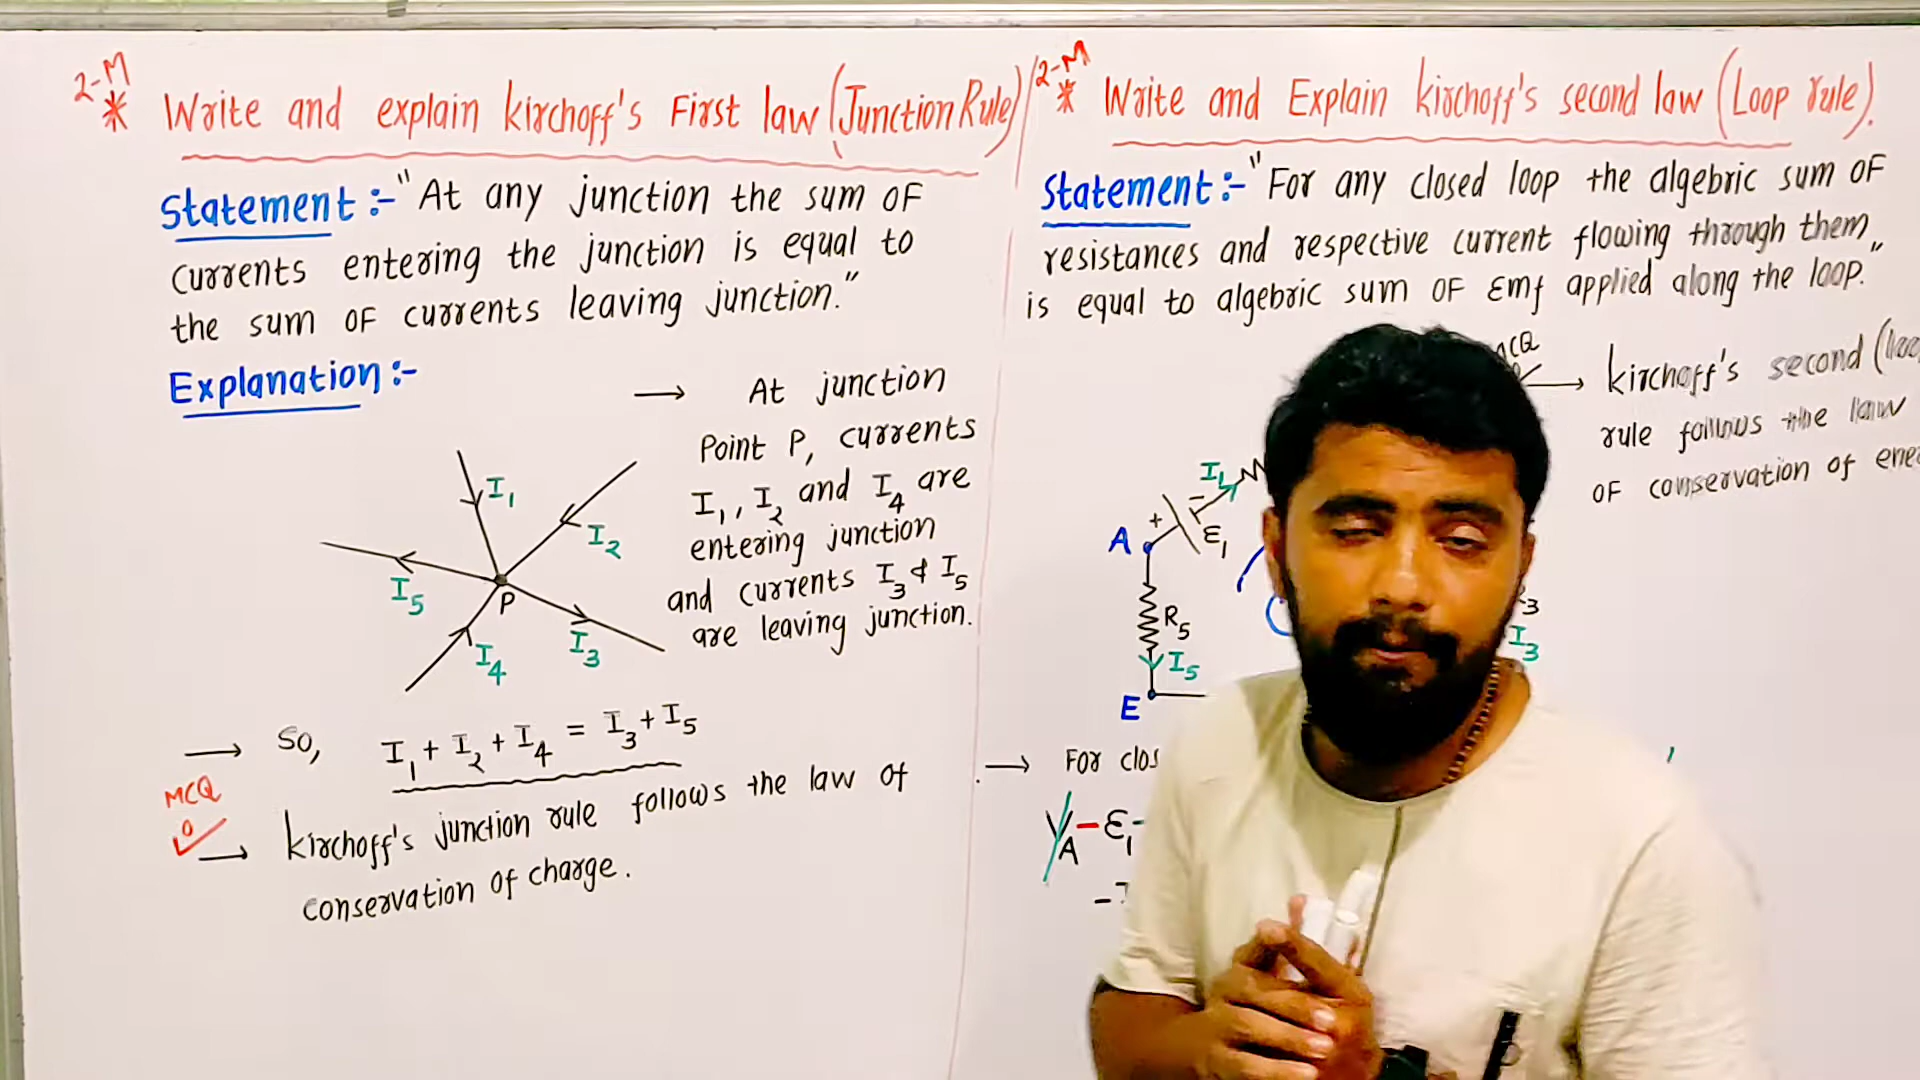 2-M
* Write and explain kirchoff's First law (Junction Rule)
Statement :- "At any junction the sum of
currents entering the junction is equal to
the sum of currents leaving junction."
Explanation :-
→ At junction
Point P, currents
I₁, I₂ and I₄ are
entering junction
and currents I₃ & I₅
are leaving junction.
I₁
I₂
I₅
P
I₄
I₃
→ So, I₁ + I₂ + I₄ = I₃ + I₅
MCQ
→ kirchoff's junction rule follows the law of
conservation of charge.
2-M
* Write and Explain kirchoff's second law (Loop rule).
Statement :- "For any closed loop the algebric sum of
resistances and respective current flowing through them
is equal to algebric sum of Emf applied along the loop."
→ kirchoff's second
rule follows the law
of conservation of
I₁
+ −
A
ε₁
R₅
I₅
E
3
I₃
→ For
V_A - ε₁ -
-